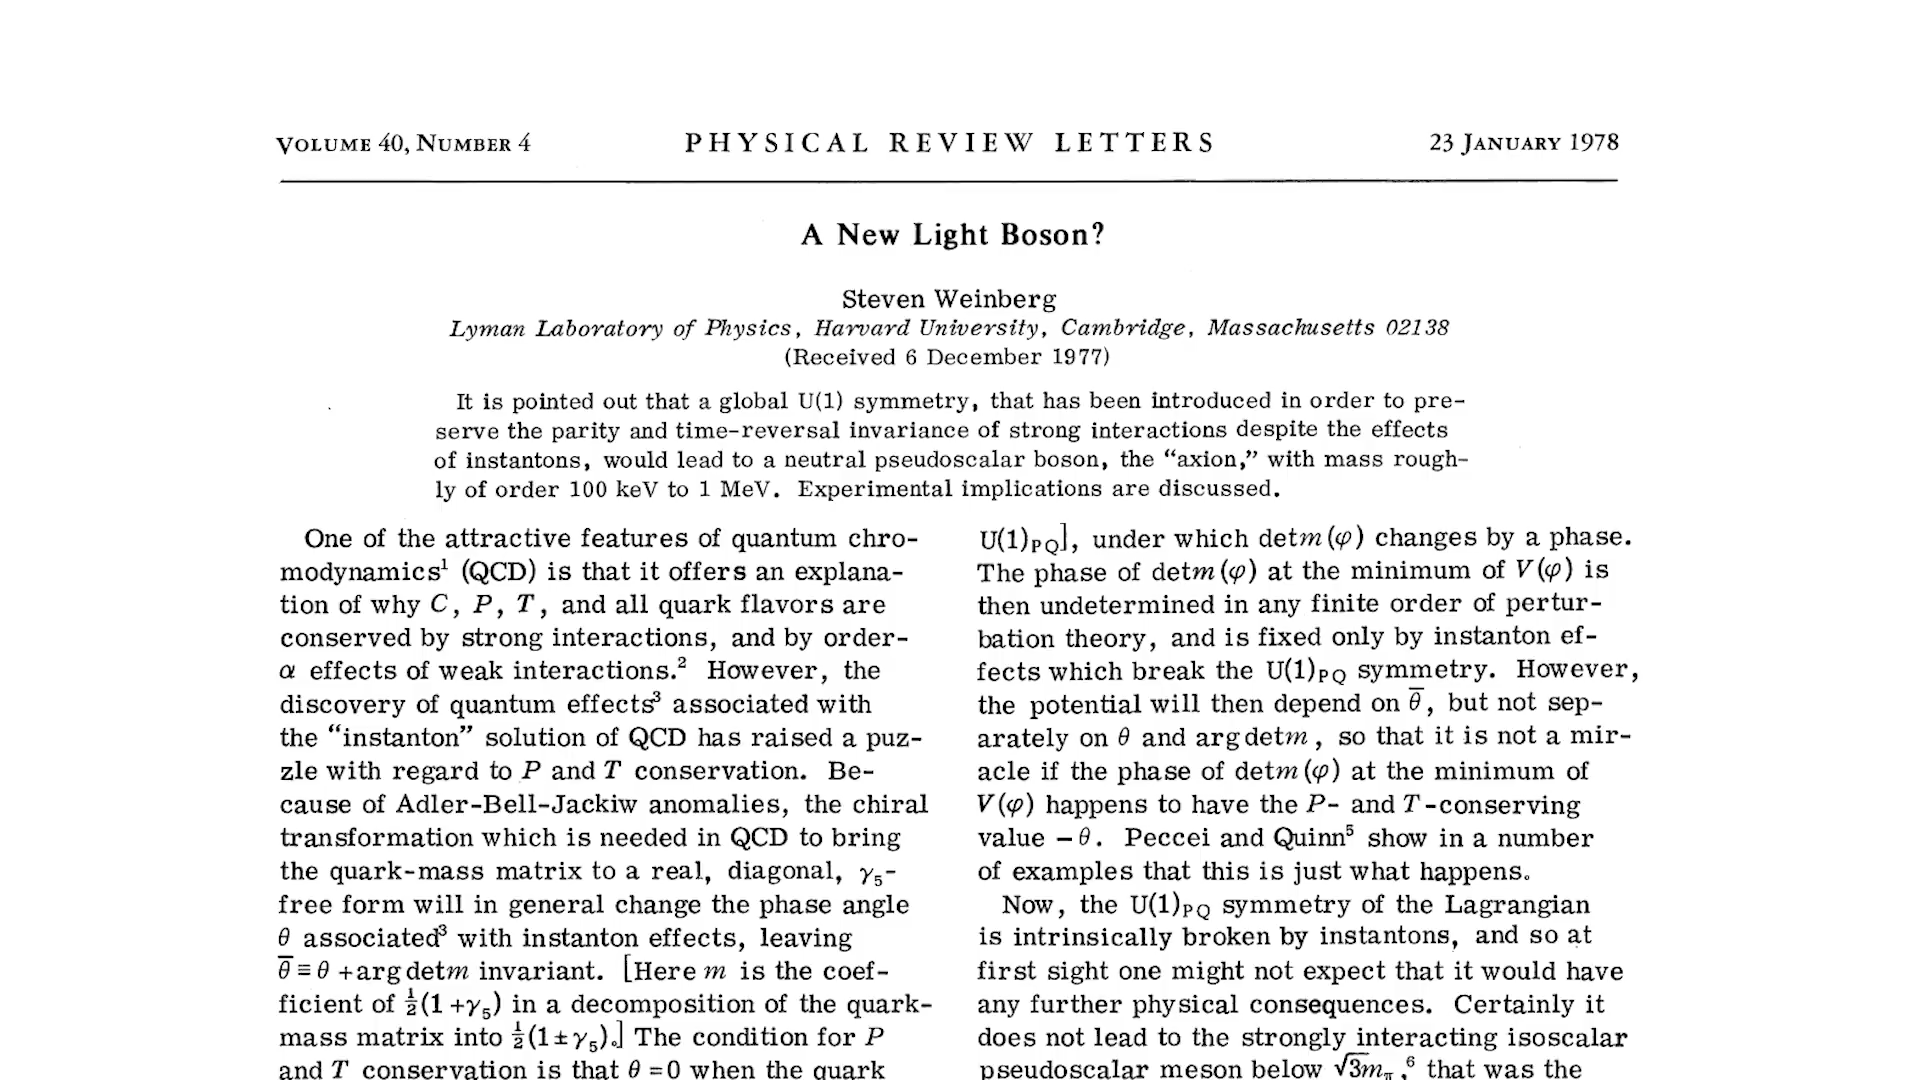 VOLUME 40, NUMBER 4
PHYSICAL REVIEW LETTERS
23 JANUARY 1978
A New Light Boson?
Steven Weinberg
Lyman Laboratory of Physics, Harvard University, Cambridge, Massachusetts 02138
(Received 6 December 1977)
It is pointed out that a global U(1) symmetry, that has been introduced in order to pre-
serve the parity and time-reversal invariance of strong interactions despite the effects
of instantons, would lead to a neutral pseudoscalar boson, the “axion,” with mass rough-
ly of order 100 keV to 1 MeV. Experimental implications are discussed.
One of the attractive features of quantum chro-
modynamics¹ (QCD) is that it offers an explana-
tion of why C, P, T, and all quark flavors are
conserved by strong interactions, and by order-
α effects of weak interactions.² However, the
discovery of quantum effects³ associated with
the “instanton” solution of QCD has raised a puz-
zle with regard to P and T conservation. Be-
cause of Adler-Bell-Jackiw anomalies, the chiral
transformation which is needed in QCD to bring
the quark-mass matrix to a real, diagonal, γ₅-
free form will in general change the phase angle
θ associated³ with instanton effects, leaving
θ̅ ≡ θ + arg detm invariant. [Here m is the coef-
ficient of ½(1 + γ₅) in a decomposition of the quark-
mass matrix into ½(1 ± γ₅).] The condition for P
and T conservation is that θ = 0 when the quark
U(1)PQ], under which detm(φ) changes by a phase.
The phase of detm(φ) at the minimum of V(φ) is
then undetermined in any finite order of pertur-
bation theory, and is fixed only by instanton ef-
fects which break the U(1)PQ symmetry. However,
the potential will then depend on θ̅, but not sep-
arately on θ and arg detm, so that it is not a mir-
acle if the phase of detm(φ) at the minimum of
V(φ) happens to have the P- and T-conserving
value −θ. Peccei and Quinn⁵ show in a number
of examples that this is just what happens.
Now, the U(1)PQ symmetry of the Lagrangian
is intrinsically broken by instantons, and so at
first sight one might not expect that it would have
any further physical consequences. Certainly it
does not lead to the strongly interacting isoscalar
pseudoscalar meson below √3mπ,⁶ that was the